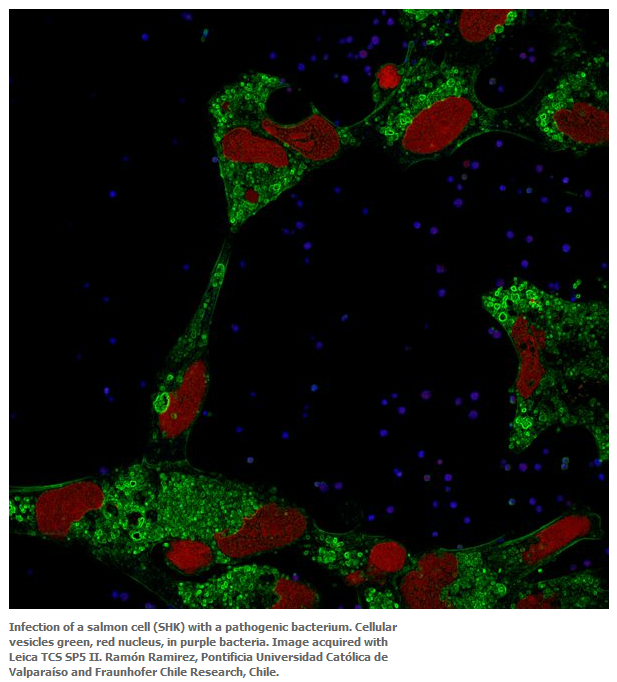 Infection of a salmon cell (SHK) with a pathogenic bacterium. Cellular
vesicles green, red nucleus, in purple bacteria. Image acquired with
Leica TCS SP5 II. Ramón Ramirez, Pontificia Universidad Católica de
Valparaíso and Fraunhofer Chile Research, Chile.